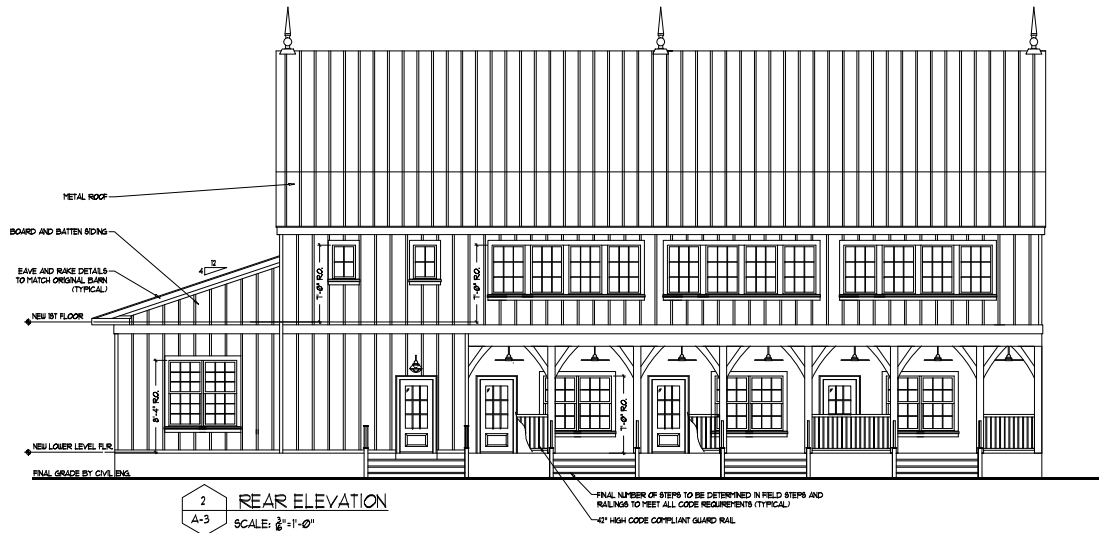 METAL ROOF
BOARD AND BATTEN SIDING
EAVE AND RAKE DETAILS
TO MATCH ORIGINAL BARN
(TYPICAL)
12
4
7'-0" R.O.
7'-0" R.O.
NEW 1ST FLOOR
8'-4" R.O.
7'-0" R.O.
NEW LOWER LEVEL FLR.
FINAL GRADE BY CIVIL ENG.
2
A-3
REAR ELEVATION
SCALE: 3/16"=1'-0"
FINAL NUMBER OF STEPS TO BE DETERMINED IN FIELD STEPS AND
RAILINGS TO MEET ALL CODE REQUIREMENTS (TYPICAL)
42" HIGH CODE COMPLIANT GUARD RAIL